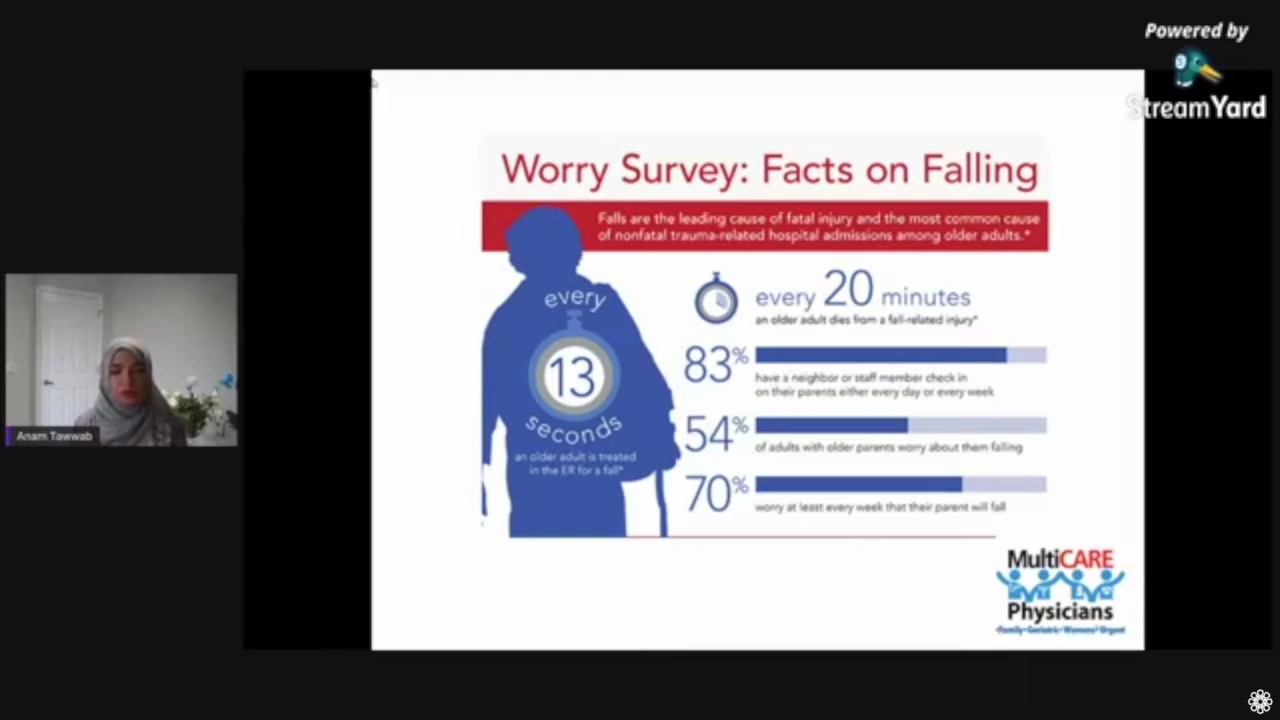 Powered by
StreamYard
Worry Survey: Facts on Falling
Falls are the leading cause of fatal injury and the most common cause
of nonfatal trauma-related hospital admissions among older adults.*
every
13
seconds
an older adult is treated
in the ER for a fall*
every 20 minutes
an older adult dies from a fall-related injury*
83%
have a neighbor or staff member check in
on their parents either every day or every week
54%
of adults with older parents worry about them falling
70%
worry at least every week that their parent will fall
Anam Tawwab
MultiCARE
Physicians
Family • Geriatric • Womens' Urgent